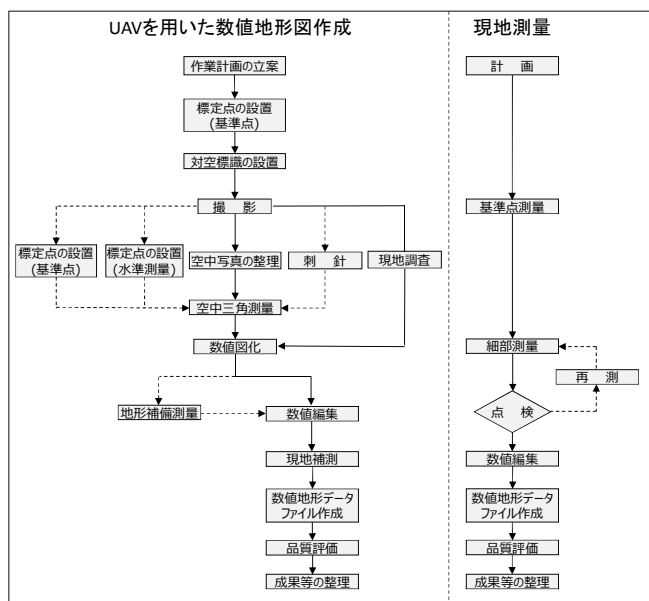 UAVを用いた数値地形図作成
作業計画の立案
標定点の設置
(基準点)
対空標識の設置
撮　影
標定点の設置
(基準点)
標定点の設置
(水準測量)
空中写真の整理
刺　針
現地調査
空中三角測量
数値図化
地形補備測量
数値編集
現地補測
数値地形データ
ファイル作成
品質評価
成果等の整理
現地測量
計　画
基準点測量
細部測量
再　測
点　検
数値編集
数値地形データ
ファイル作成
品質評価
成果等の整理